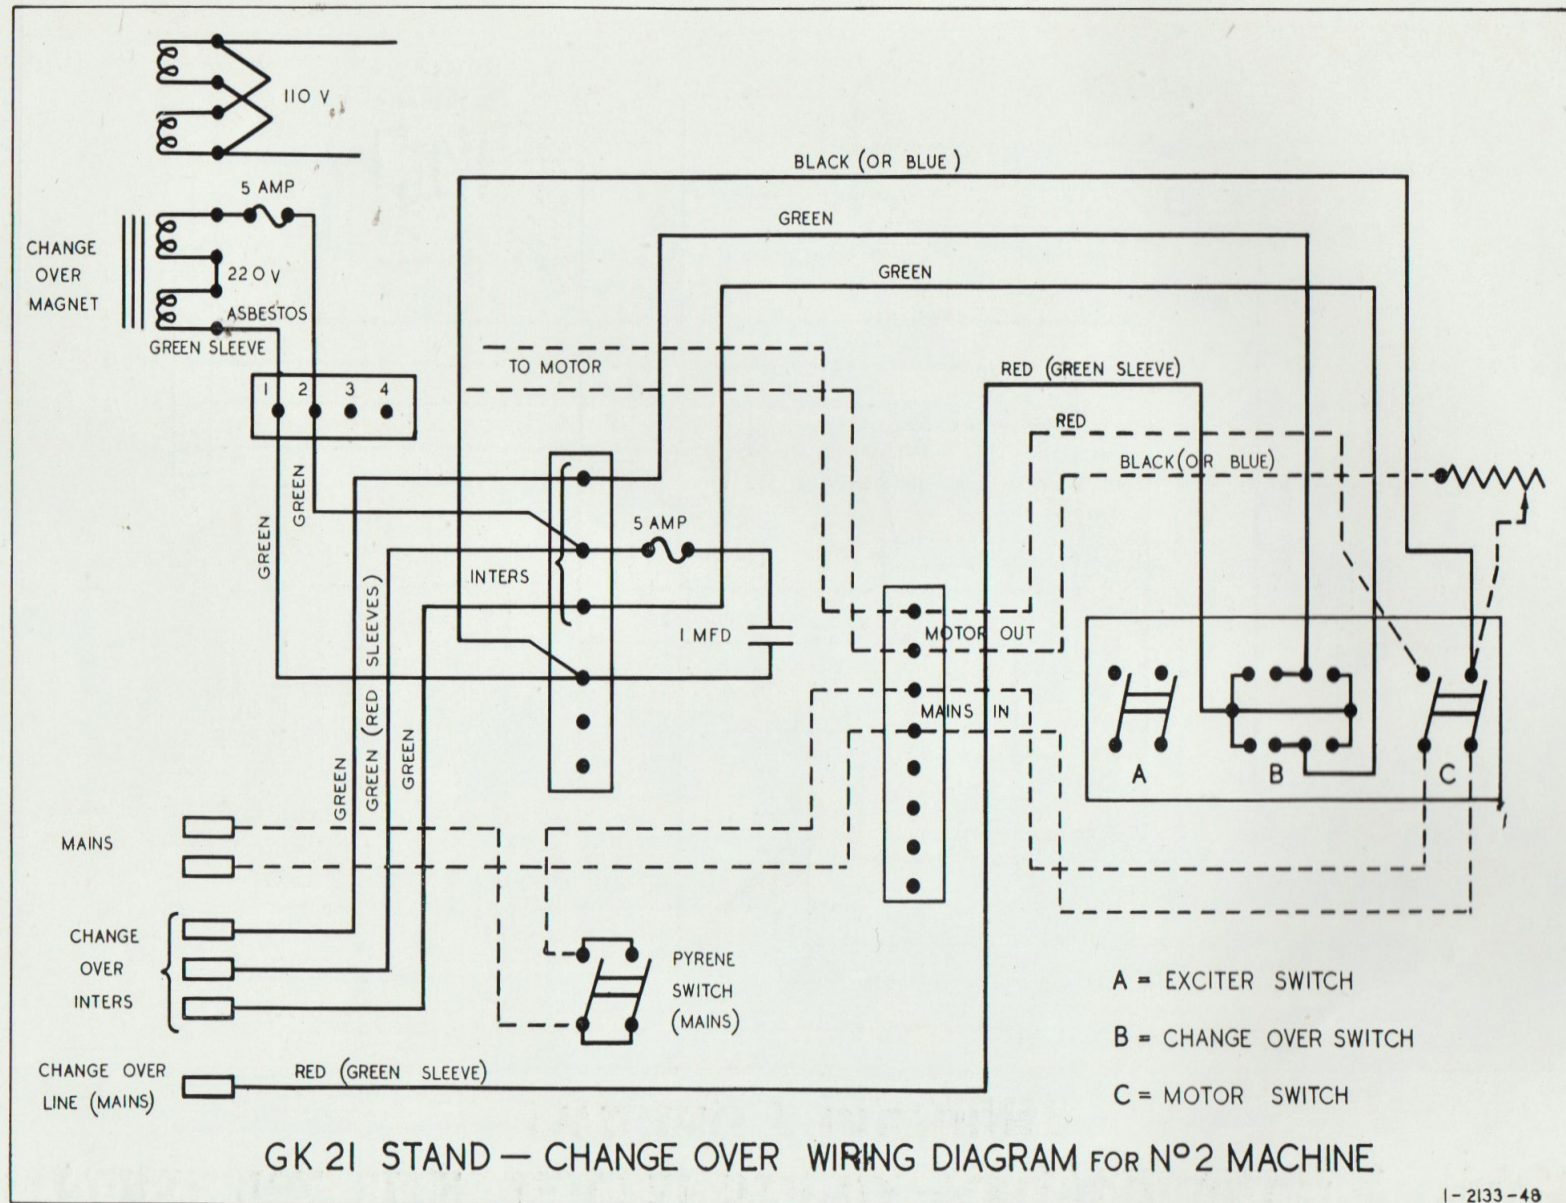 110 V
5 AMP
CHANGE
OVER
MAGNET
220 V
ASBESTOS
GREEN SLEEVE
1 2 3 4
BLACK (OR BLUE)
GREEN
GREEN
TO MOTOR
RED (GREEN SLEEVE)
RED
BLACK (OR BLUE)
GREEN
GREEN
5 AMP
INTERS
1 MFD
MOTOR OUT
MAINS IN
GREEN
GREEN (RED SLEEVES)
GREEN
A
B
C
MAINS
CHANGE
OVER
INTERS
PYRENE
SWITCH
(MAINS)
CHANGE OVER
LINE (MAINS)
RED (GREEN SLEEVE)
A = EXCITER SWITCH
B = CHANGE OVER SWITCH
C = MOTOR SWITCH
GK 21 STAND — CHANGE OVER WIRING DIAGRAM FOR Nº 2 MACHINE
1-2133-48